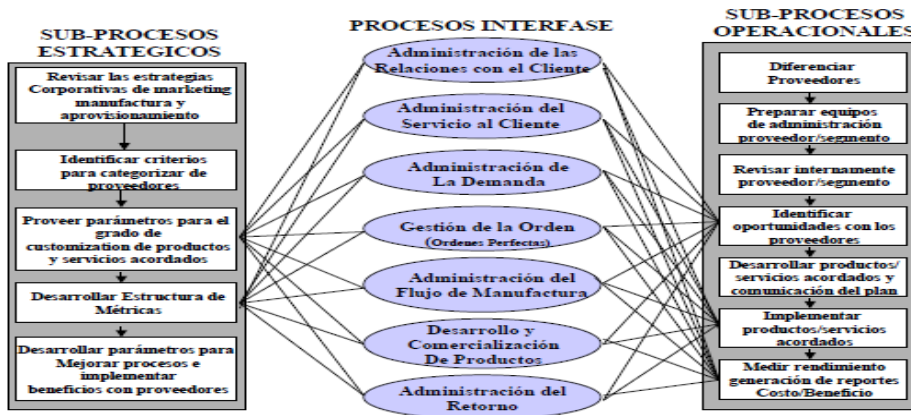 SUB-PROCESOS
ESTRATEGICOS
Revisar las estrategias
Corporativas de marketing
manufactura y
aprovisionamiento
Identificar criterios
para categorizar de
proveedores
Proveer parámetros para el
grado de
customization de productos
y servicios acordados
Desarrollar Estructura de
Métricas
Desarrollar parámetros para
Mejorar procesos e
implementar
beneficios con proveedores
PROCESOS INTERFASE
Administración de las
Relaciones con el Cliente
Administración del
Servicio al Cliente
Administración de
La Demanda
Gestión de la Orden
(Ordenes Perfectas)
Administración del
Flujo de Manufactura
Desarrollo y
Comercialización
De Productos
Administración del
Retorno
SUB-PROCESOS
OPERACIONALES
Diferenciar
Proveedores
Preparar equipos
de administración
proveedor/segmento
Revisar internamente
proveedor/segmento
Identificar
oportunidades con los
proveedores
Desarrollar productos/
servicios acordados y
comunicación del plan
Implementar
productos/servicios
acordados
Medir rendimiento
generación de reportes
Costo/Beneficio